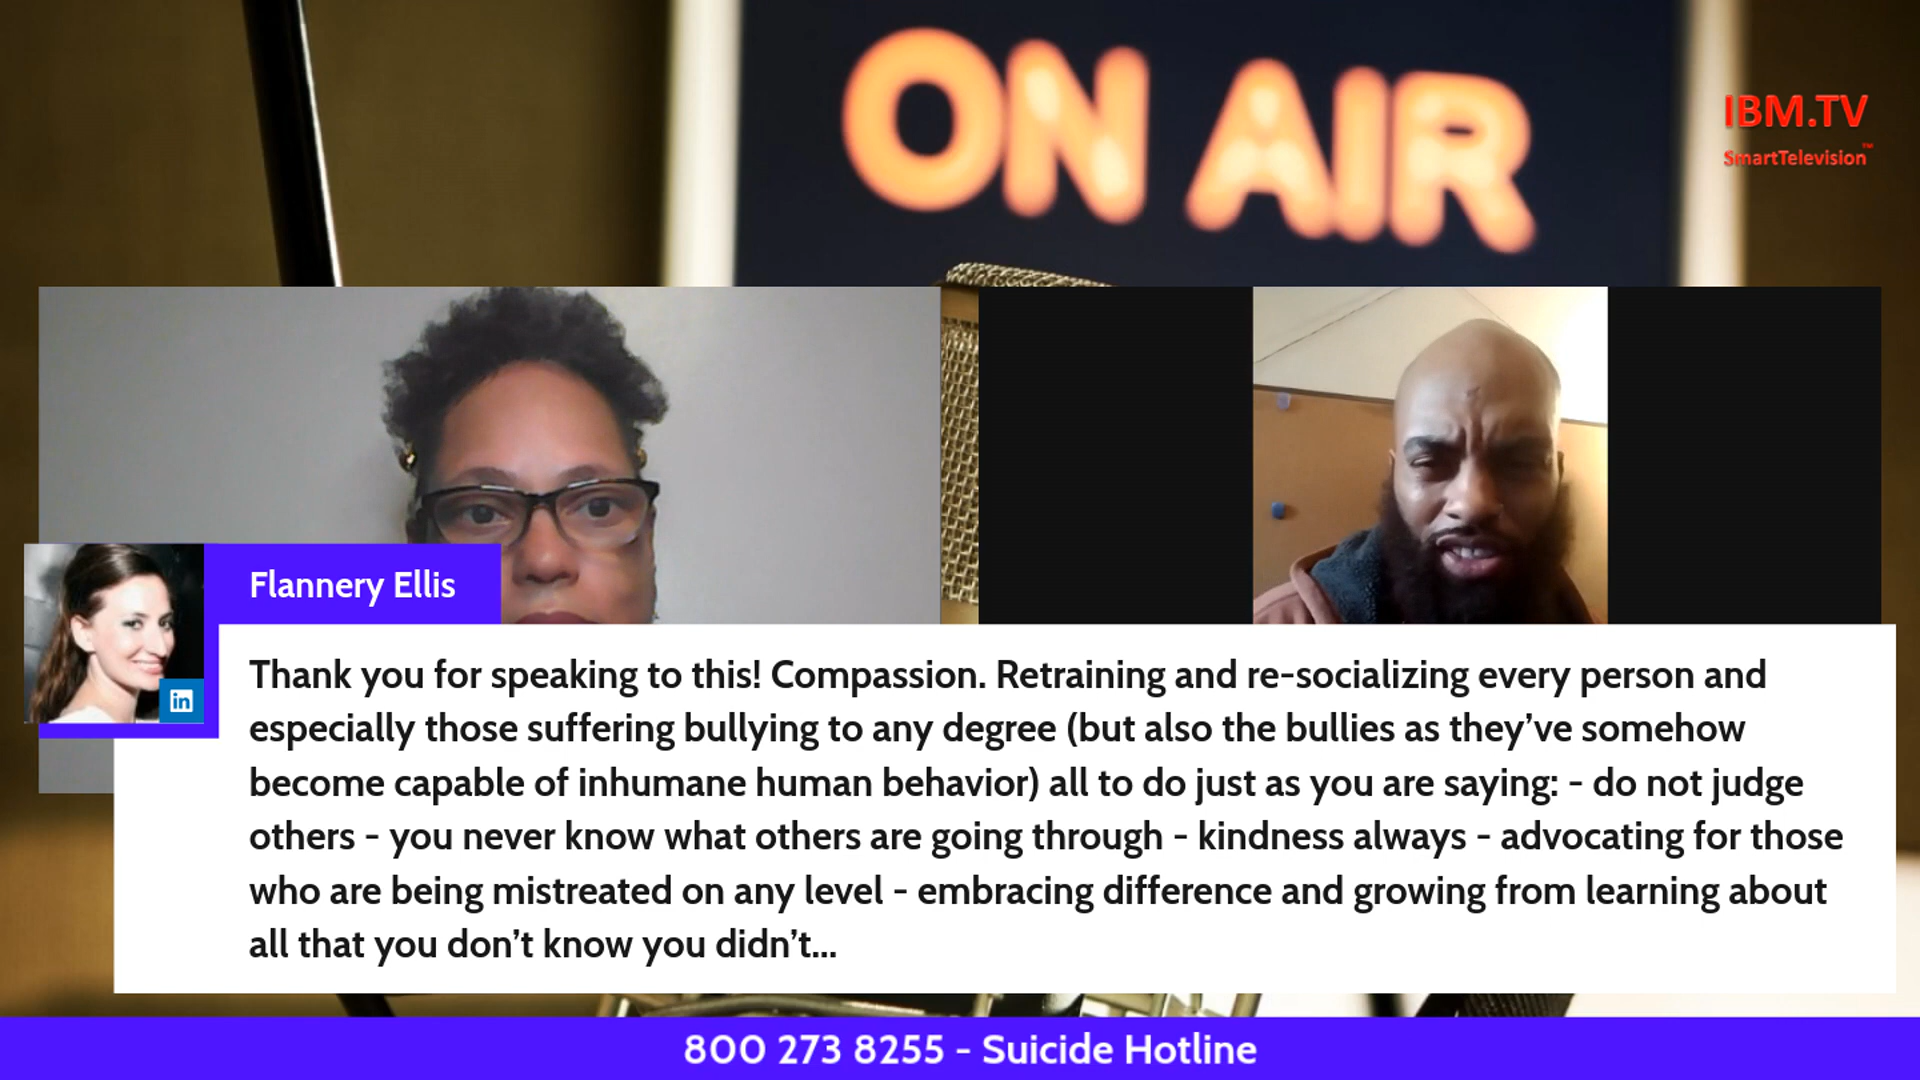 ON AIR
IBM.TV
SmartTelevision™
Flannery Ellis
in
Thank you for speaking to this! Compassion. Retraining and re-socializing every person and
especially those suffering bullying to any degree (but also the bullies as they’ve somehow
become capable of inhumane human behavior) all to do just as you are saying: - do not judge
others - you never know what others are going through - kindness always - advocating for those
who are being mistreated on any level - embracing difference and growing from learning about
all that you don’t know you didn’t...
800 273 8255 - Suicide Hotline